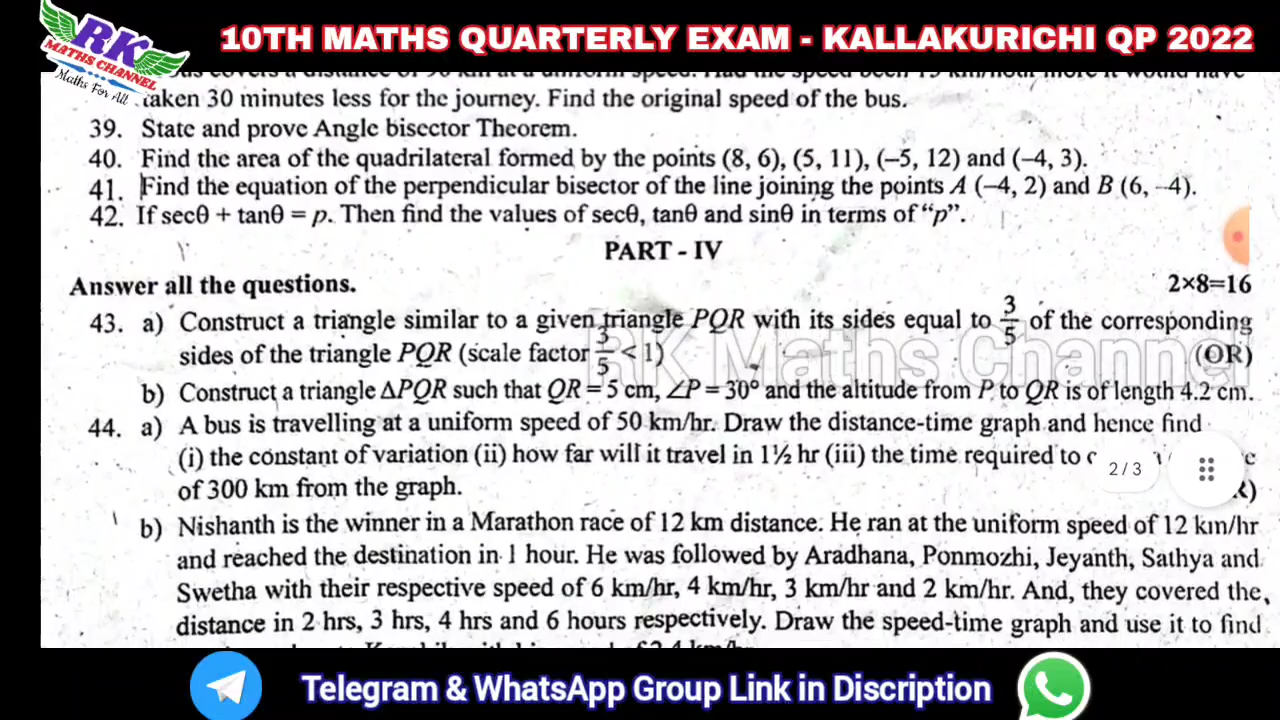 RK
MATHS CHANNEL
Maths For All
10TH MATHS QUARTERLY EXAM - KALLAKURICHI QP 2022
taken 30 minutes less for the journey. Find the original speed of the bus.
39. State and prove Angle bisector Theorem.
40. Find the area of the quadrilateral formed by the points (8, 6), (5, 11), (–5, 12) and (–4, 3).
41. Find the equation of the perpendicular bisector of the line joining the points A (–4, 2) and B (6, –4).
42. If secθ + tanθ = p. Then find the values of secθ, tanθ and sinθ in terms of “p”.
PART - IV
Answer all the questions. 2×8=16
43. a) Construct a triangle similar to a given triangle PQR with its sides equal to 3/5 of the corresponding
sides of the triangle PQR (scale factor 3/5 < 1) (OR)
RK Maths Channel
b) Construct a triangle ΔPQR such that QR = 5 cm, ∠P = 30° and the altitude from P to QR is of length 4.2 cm.
44. a) A bus is travelling at a uniform speed of 50 km/hr. Draw the distance-time graph and hence find
(i) the constant of variation (ii) how far will it travel in 1½ hr (iii) the time required to
2 / 3
of 300 km from the graph.
b) Nishanth is the winner in a Marathon race of 12 km distance. He ran at the uniform speed of 12 km/hr
and reached the destination in 1 hour. He was followed by Aradhana, Ponmozhi, Jeyanth, Sathya and
Swetha with their respective speed of 6 km/hr, 4 km/hr, 3 km/hr and 2 km/hr. And, they covered the
distance in 2 hrs, 3 hrs, 4 hrs and 6 hours respectively. Draw the speed-time graph and use it to find
Telegram & WhatsApp Group Link in Discription